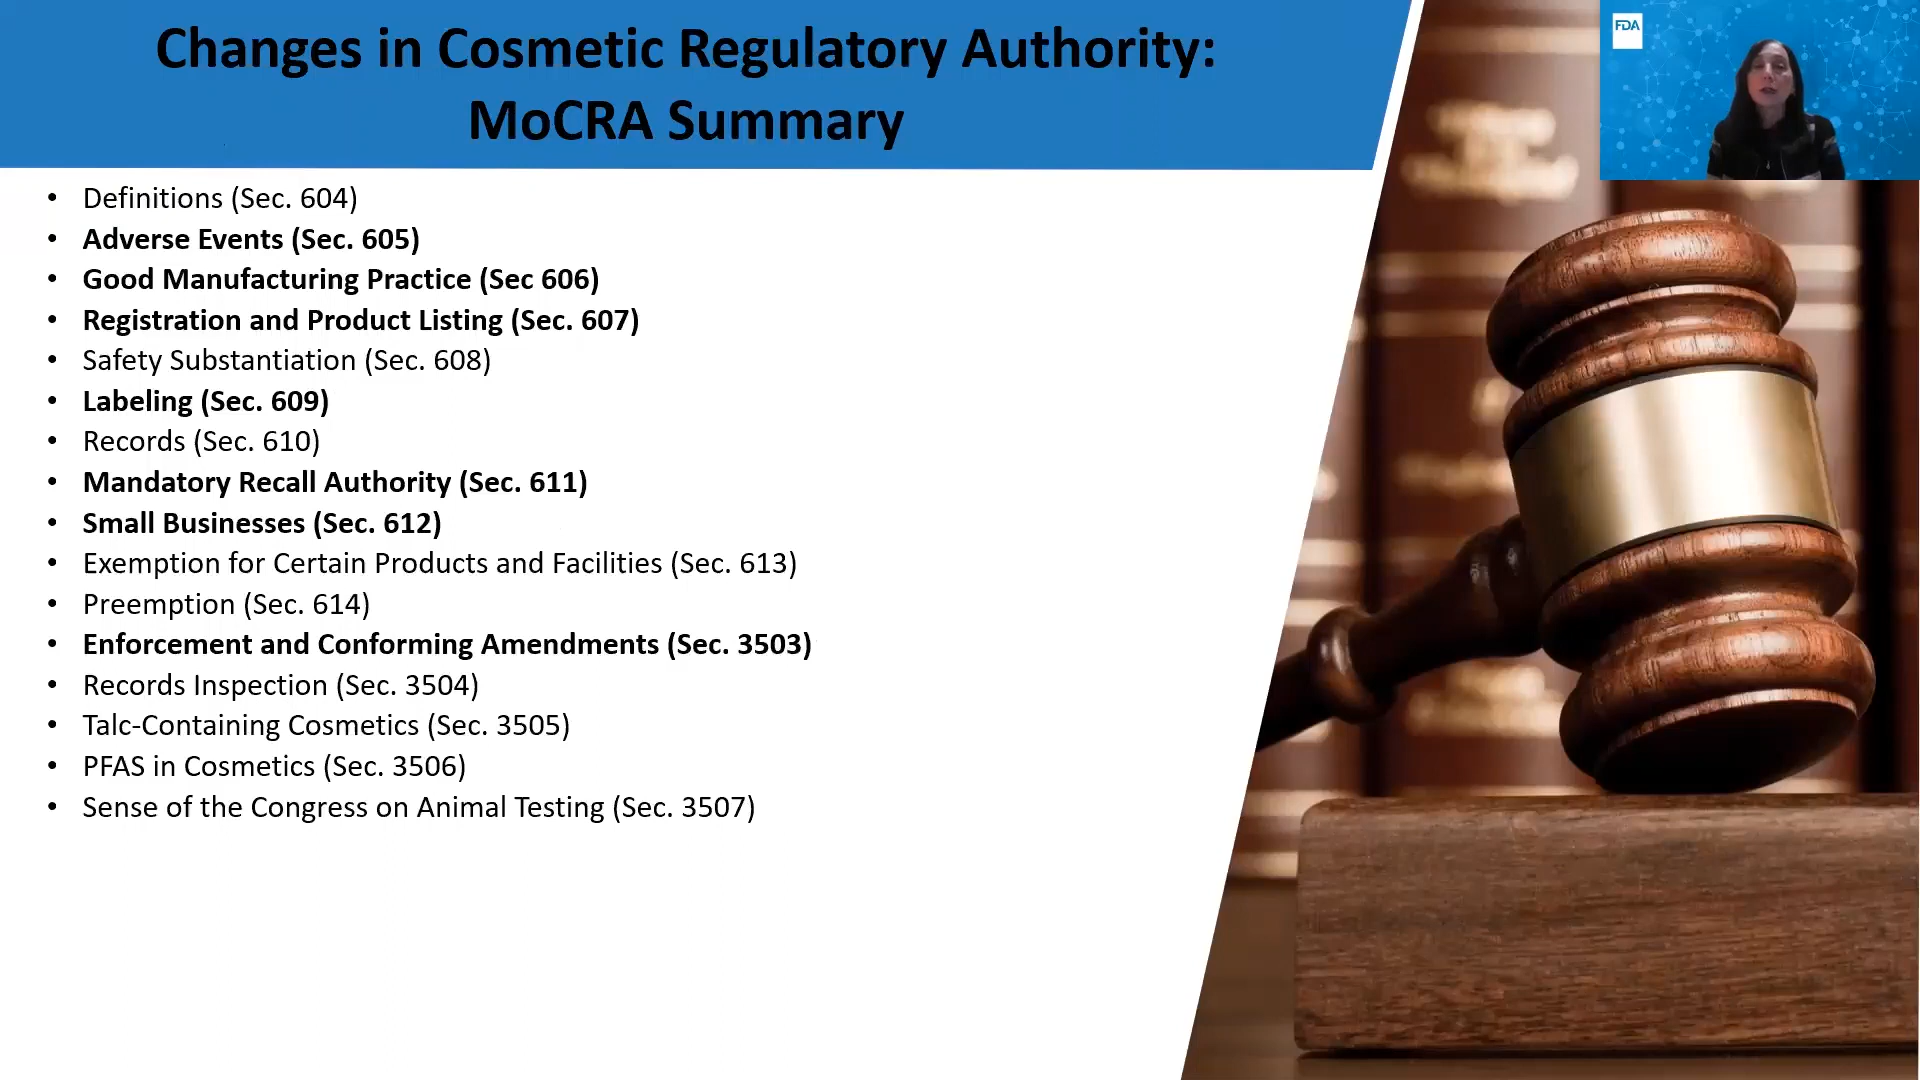 Changes in Cosmetic Regulatory Authority:
MoCRA Summary
FDA
• Definitions (Sec. 604)
• Adverse Events (Sec. 605)
• Good Manufacturing Practice (Sec 606)
• Registration and Product Listing (Sec. 607)
• Safety Substantiation (Sec. 608)
• Labeling (Sec. 609)
• Records (Sec. 610)
• Mandatory Recall Authority (Sec. 611)
• Small Businesses (Sec. 612)
• Exemption for Certain Products and Facilities (Sec. 613)
• Preemption (Sec. 614)
• Enforcement and Conforming Amendments (Sec. 3503)
• Records Inspection (Sec. 3504)
• Talc-Containing Cosmetics (Sec. 3505)
• PFAS in Cosmetics (Sec. 3506)
• Sense of the Congress on Animal Testing (Sec. 3507)